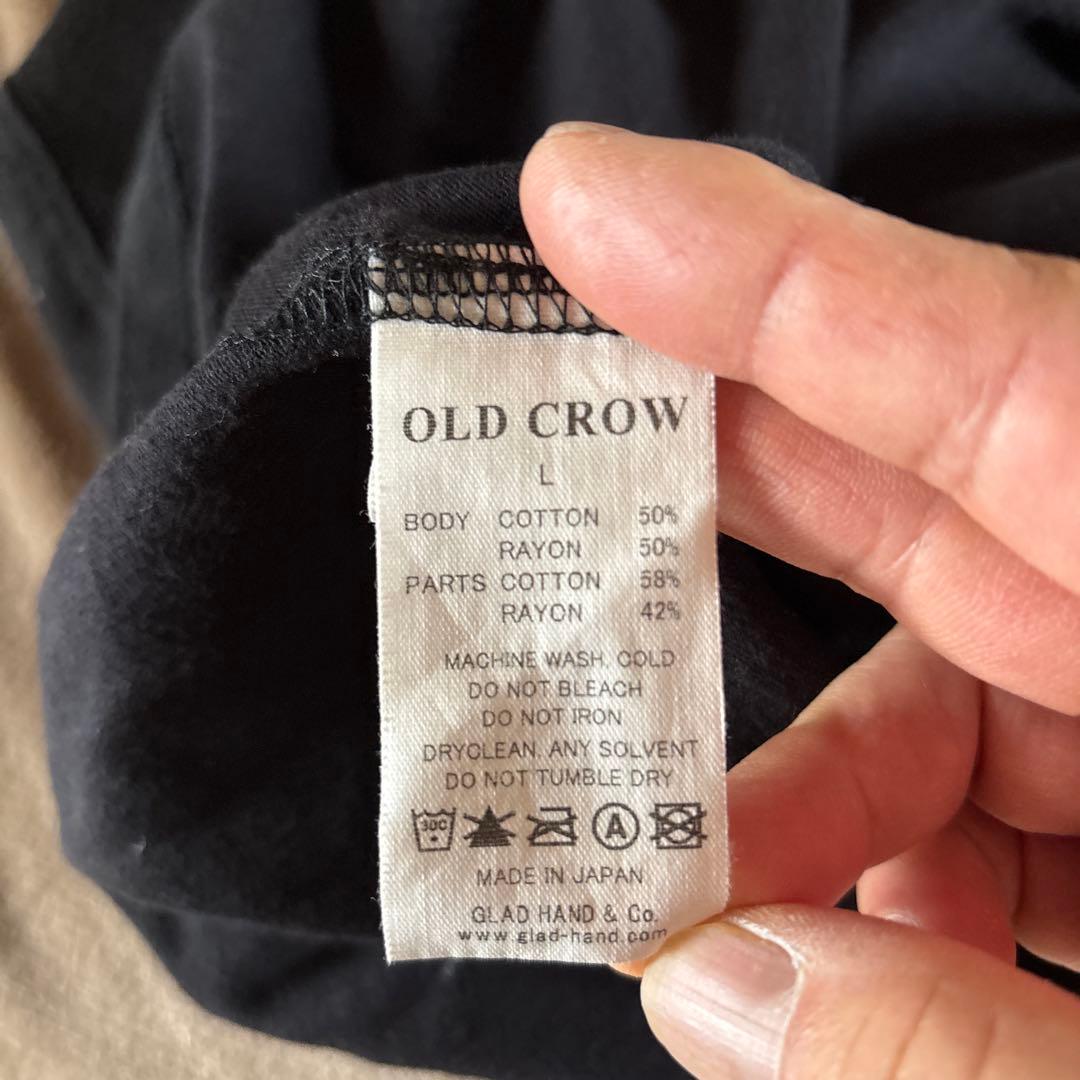 OLD CROW
L
BODY COTTON 50%
RAYON 50%
PARTS COTTON 58%
RAYON 42%
MACHINE WASH, COLD
DO NOT BLEACH
DO NOT IRON
DRYCLEAN, ANY SOLVENT
DO NOT TUMBLE DRY
30C A
MADE IN JAPAN
GLAD HAND & Co.
www.glad-hand.com